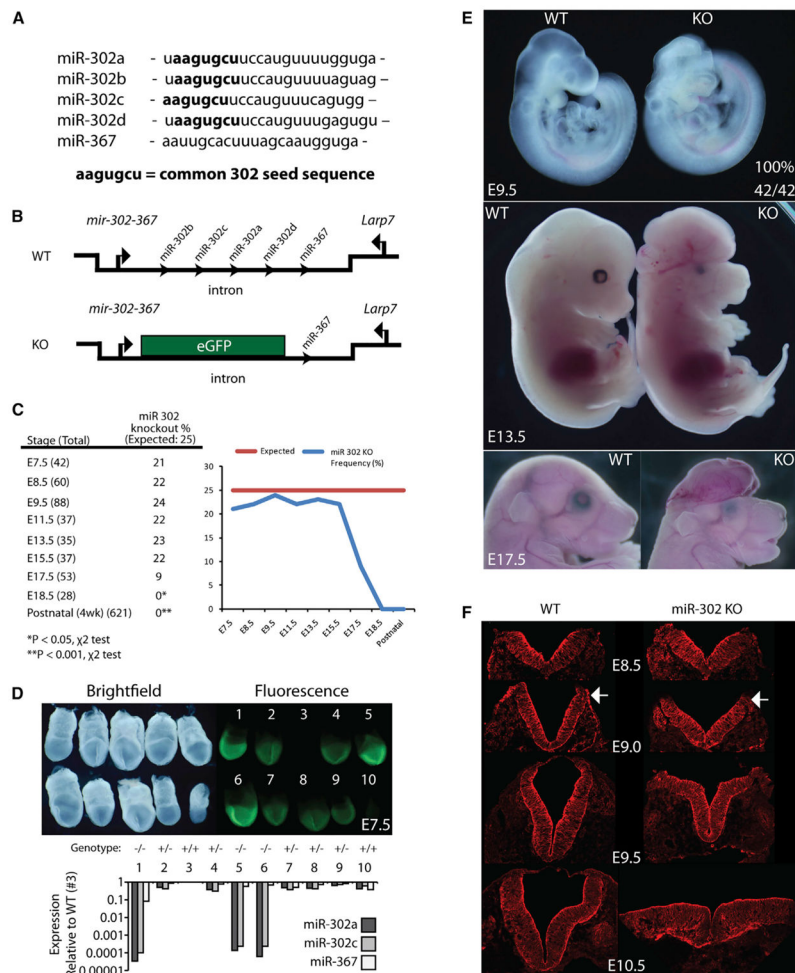 A
miR-302a - uaagugcuuccauguuuugguga -
miR-302b - uaagugcuuccauguuuuaguag -
miR-302c - aagugcuuccauguuucagugg –
miR-302d - uaagugcuuccauguuugagugu –
miR-367 - aauugcacuuuagcaaugguga -
aagugcu = common 302 seed sequence
B
mir-302-367
miR-302b
miR-302c
miR-302a
miR-302d
miR-367
Larp7
WT
intron
mir-302-367
miR-367
Larp7
KO
eGFP
intron
C
Stage (Total) miR 302 knockout % (Expected: 25)
E7.5 (42) 21
E8.5 (60) 22
E9.5 (88) 24
E11.5 (37) 22
E13.5 (35) 23
E15.5 (37) 22
E17.5 (53) 9
E18.5 (28) 0*
Postnatal (4wk) (621) 0**
*P < 0.05, χ2 test
**P < 0.001, χ2 test
Expected
miR 302 KO
Frequency (%)
30
25
20
15
10
5
0
E7.5
E8.5
E9.5
E11.5
E13.5
E15.5
E17.5
E18.5
Postnatal
D
Brightfield Fluorescence
1 2 3 4 5
6 7 8 9 10
E7.5
Genotype: -/- +/- +/+ +/- -/- -/- +/- +/- +/- +/+
1 2 3 4 5 6 7 8 9 10
Expression
Relative to WT (#3)
1
0.1
0.01
0.001
0.0001
0.00001
miR-302a
miR-302c
miR-367
E
WT KO
100%
E9.5 42/42
WT KO
E13.5
WT KO
E17.5
F
WT miR-302 KO
E8.5
E9.0
E9.5
E10.5